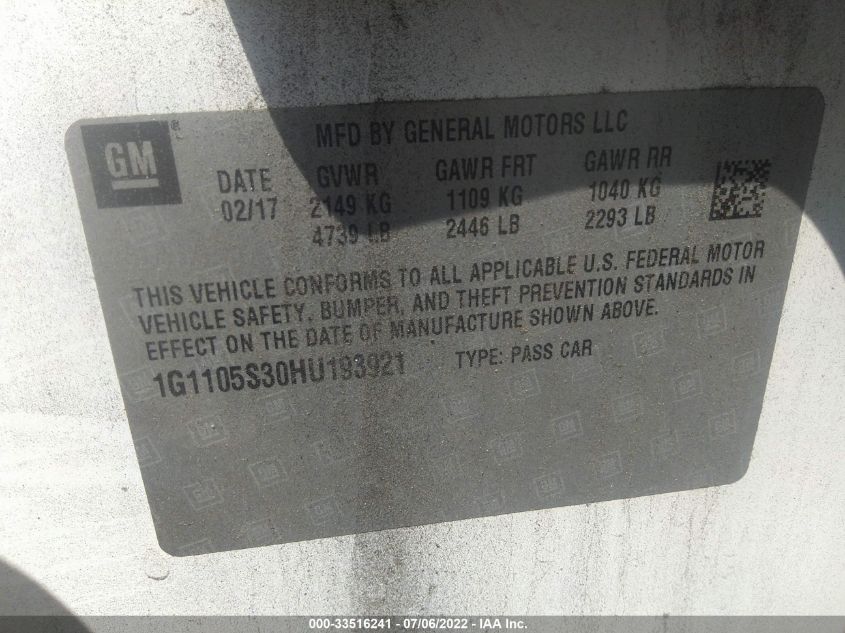 GM ®
MFD BY GENERAL MOTORS LLC
DATE GVWR GAWR FRT GAWR RR
02/17 2149 KG 1109 KG 1040 KG
4739 LB 2446 LB 2293 LB
THIS VEHICLE CONFORMS TO ALL APPLICABLE U.S. FEDERAL MOTOR
VEHICLE SAFETY, BUMPER, AND THEFT PREVENTION STANDARDS IN
EFFECT ON THE DATE OF MANUFACTURE SHOWN ABOVE.
1G1105S30HU193921 TYPE: PASS CAR
000-33516241 - 07/06/2022 - IAA Inc.